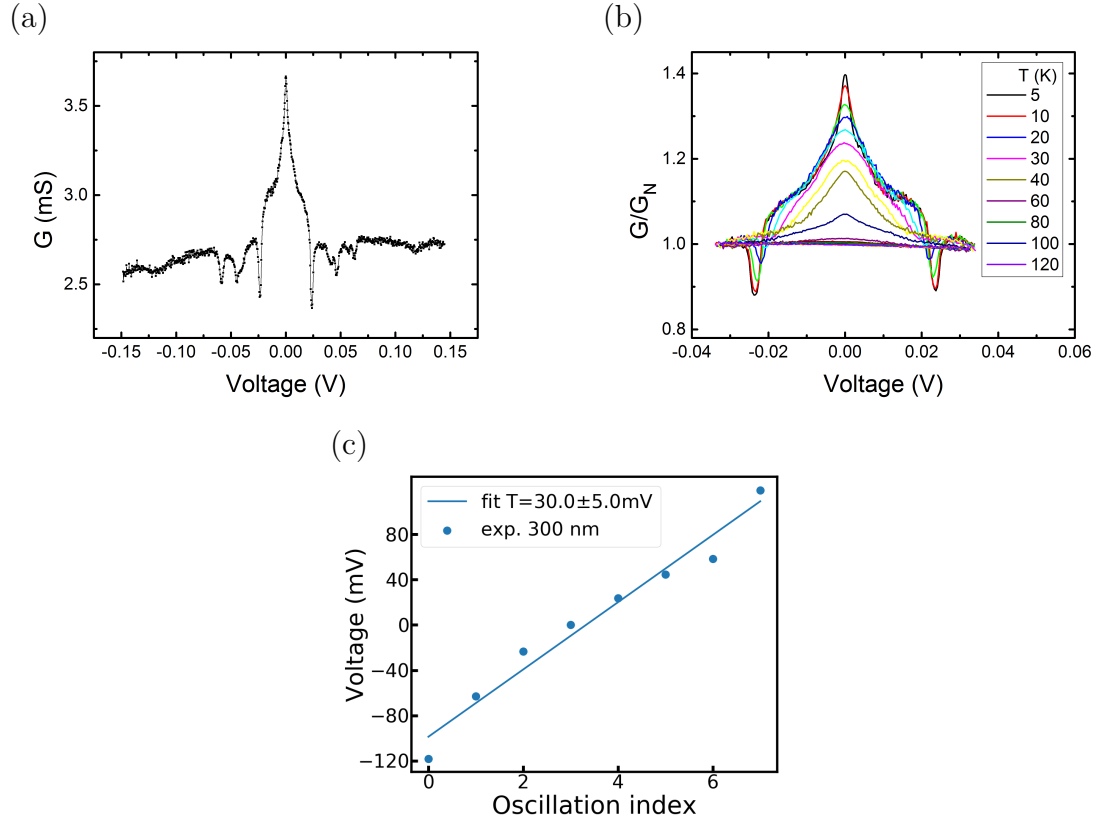 (a)
G (mS)
3.5
3.0
2.5
-0.15 -0.10 -0.05 0.00 0.05 0.10 0.15
Voltage (V)
(b)
G/G_N
1.4
1.2
1.0
0.8
-0.04 -0.02 0.00 0.02 0.04 0.06
Voltage (V)
T (K)
5
10
20
30
40
60
80
100
120
(c)
Voltage (mV)
80
40
0
−40
−80
−120
0 2 4 6
Oscillation index
fit T=30.0±5.0mV
exp. 300 nm